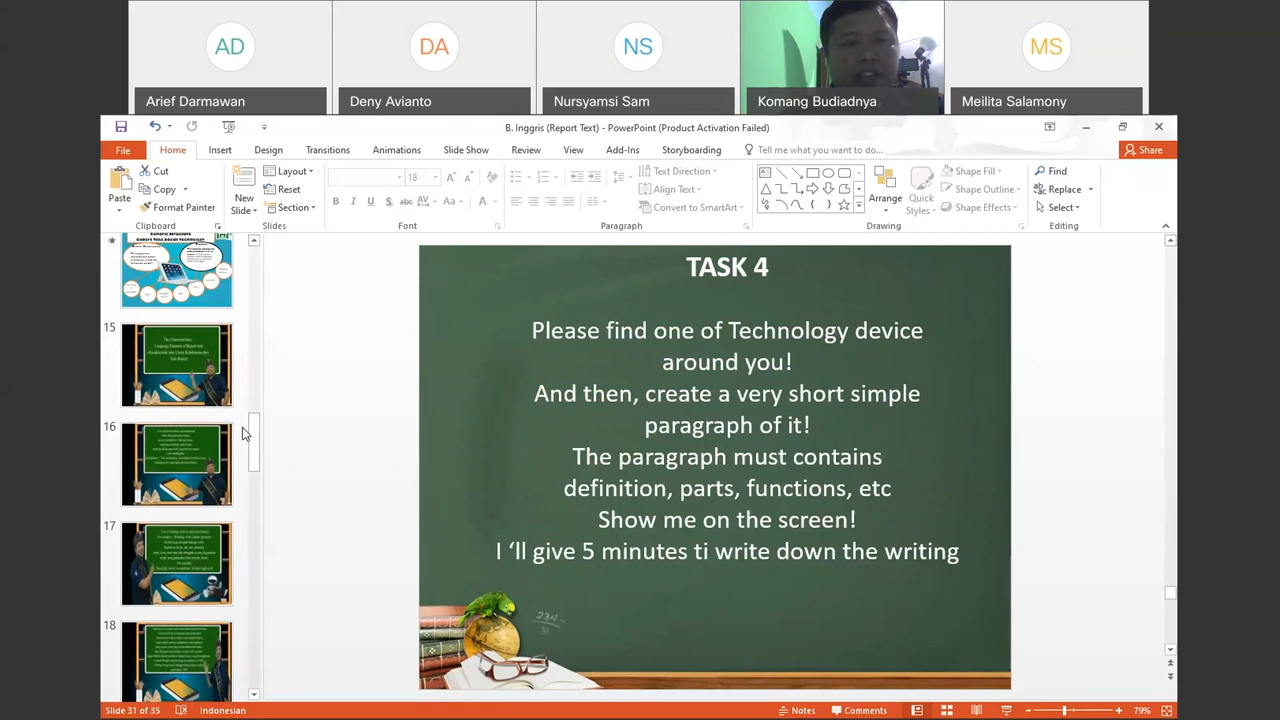 AD
DA
NS
MS
Arief Darmawan
Deny Avianto
Nursyamsi Sam
Komang Budiadnya
Meilita Salamony
B. Inggris (Report Text) - PowerPoint (Product Activation Failed)
File
Home
Insert
Design
Transitions
Animations
Slide Show
Review
View
Add-Ins
Storyboarding
Tell me what you want to do...
Share
Paste
Cut
Copy
Format Painter
Clipboard
New
Slide
Layout
Reset
Section
Slides
18
B I U S abc AV Aa A
Font
Text Direction
Align Text
Convert to SmartArt
Paragraph
Arrange
Quick
Styles
Shape Fill
Shape Outline
Shape Effects
Drawing
Find
Replace
Select
Editing
15
16
17
18
TASK 4
Please find one of Technology device
around you!
And then, create a very short simple
paragraph of it!
The paragraph must contains
definition, parts, functions, etc
Show me on the screen!
I ‘ll give 5 minutes ti write down the writing
Slide 31 of 35
Indonesian
Notes
Comments
79%